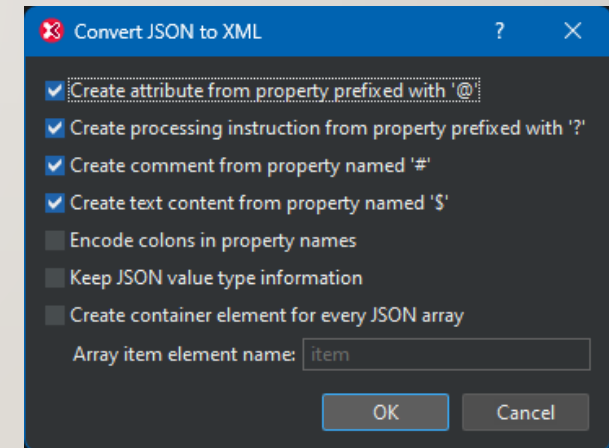 Convert JSON to XML
?
Create attribute from property prefixed with '@'
Create processing instruction from property prefixed with '?'
Create comment from property named '#'
Create text content from property named '$'
Encode colons in property names
Keep JSON value type information
Create container element for every JSON array
Array item element name: item
OK Cancel